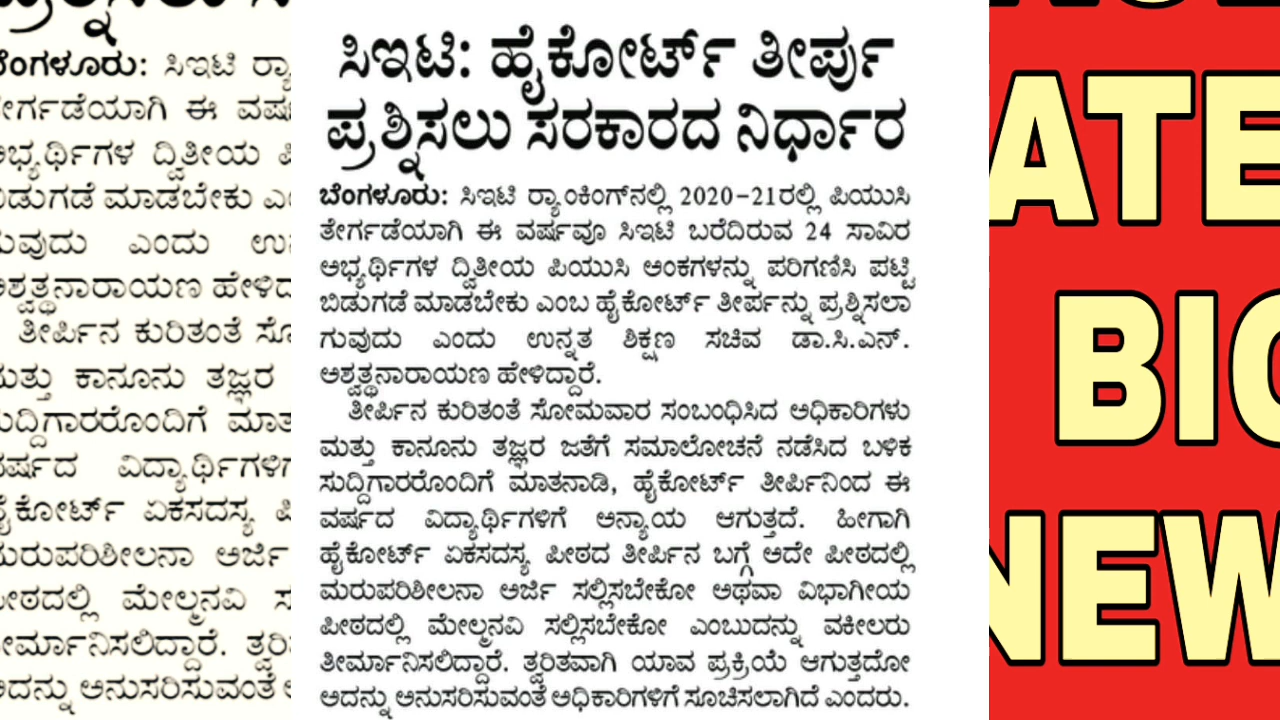 ಸಿಇಟಿ: ಹೈಕೋರ್ಟ್ ತೀರ್ಪು
ಪ್ರಶ್ನಿಸಲು ಸರಕಾರದ ನಿರ್ಧಾರ
ಬೆಂಗಳೂರು: ಸಿಇಟಿ ರ‍್ಯಾಂಕಿಂಗ್‌ನಲ್ಲಿ 2020-21ರಲ್ಲಿ ಪಿಯುಸಿ
ತೇರ್ಗಡೆಯಾಗಿ ಈ ವರ್ಷವೂ ಸಿಇಟಿ ಬರೆದಿರುವ 24 ಸಾವಿರ
ಅಭ್ಯರ್ಥಿಗಳ ದ್ವಿತೀಯ ಪಿಯುಸಿ ಅಂಕಗಳನ್ನು ಪರಿಗಣಿಸಿ ಪಟ್ಟಿ
ಬಿಡುಗಡೆ ಮಾಡಬೇಕು ಎಂಬ ಹೈಕೋರ್ಟ್ ತೀರ್ಪನ್ನು ಪ್ರಶ್ನಿಸಲಾ
ಗುವುದು ಎಂದು ಉನ್ನತ ಶಿಕ್ಷಣ ಸಚಿವ ಡಾ.ಸಿ.ಎನ್.
ಅಶ್ವತ್ಥನಾರಾಯಣ ಹೇಳಿದ್ದಾರೆ.
ತೀರ್ಪಿನ ಕುರಿತಂತೆ ಸೋಮವಾರ ಸಂಬಂಧಿಸಿದ ಅಧಿಕಾರಿಗಳು
ಮತ್ತು ಕಾನೂನು ತಜ್ಞರ ಜತೆಗೆ ಸಮಾಲೋಚನೆ ನಡೆಸಿದ ಬಳಿಕ
ಸುದ್ದಿಗಾರರೊಂದಿಗೆ ಮಾತನಾಡಿ, ಹೈಕೋರ್ಟ್ ತೀರ್ಪಿನಿಂದ ಈ
ವರ್ಷದ ವಿದ್ಯಾರ್ಥಿಗಳಿಗೆ ಅನ್ಯಾಯ ಆಗುತ್ತದೆ. ಹೀಗಾಗಿ
ಹೈಕೋರ್ಟ್ ಏಕಸದಸ್ಯ ಪೀಠದ ತೀರ್ಪಿನ ಬಗ್ಗೆ ಅದೇ ಪೀಠದಲ್ಲಿ
ಮರುಪರಿಶೀಲನಾ ಅರ್ಜಿ ಸಲ್ಲಿಸಬೇಕೋ ಅಥವಾ ವಿಭಾಗೀಯ
ಪೀಠದಲ್ಲಿ ಮೇಲ್ಮನವಿ ಸಲ್ಲಿಸಬೇಕೋ ಎಂಬುದನ್ನು ವಕೀಲರು
ತೀರ್ಮಾನಿಸಲಿದ್ದಾರೆ. ತ್ವರಿತವಾಗಿ ಯಾವ ಪ್ರಕ್ರಿಯೆ ಆಗುತ್ತದೋ
ಅದನ್ನು ಅನುಸರಿಸುವಂತೆ ಅಧಿಕಾರಿಗಳಿಗೆ ಸೂಚಿಸಲಾಗಿದೆ ಎಂದರು.
ATE
BIG
NEW